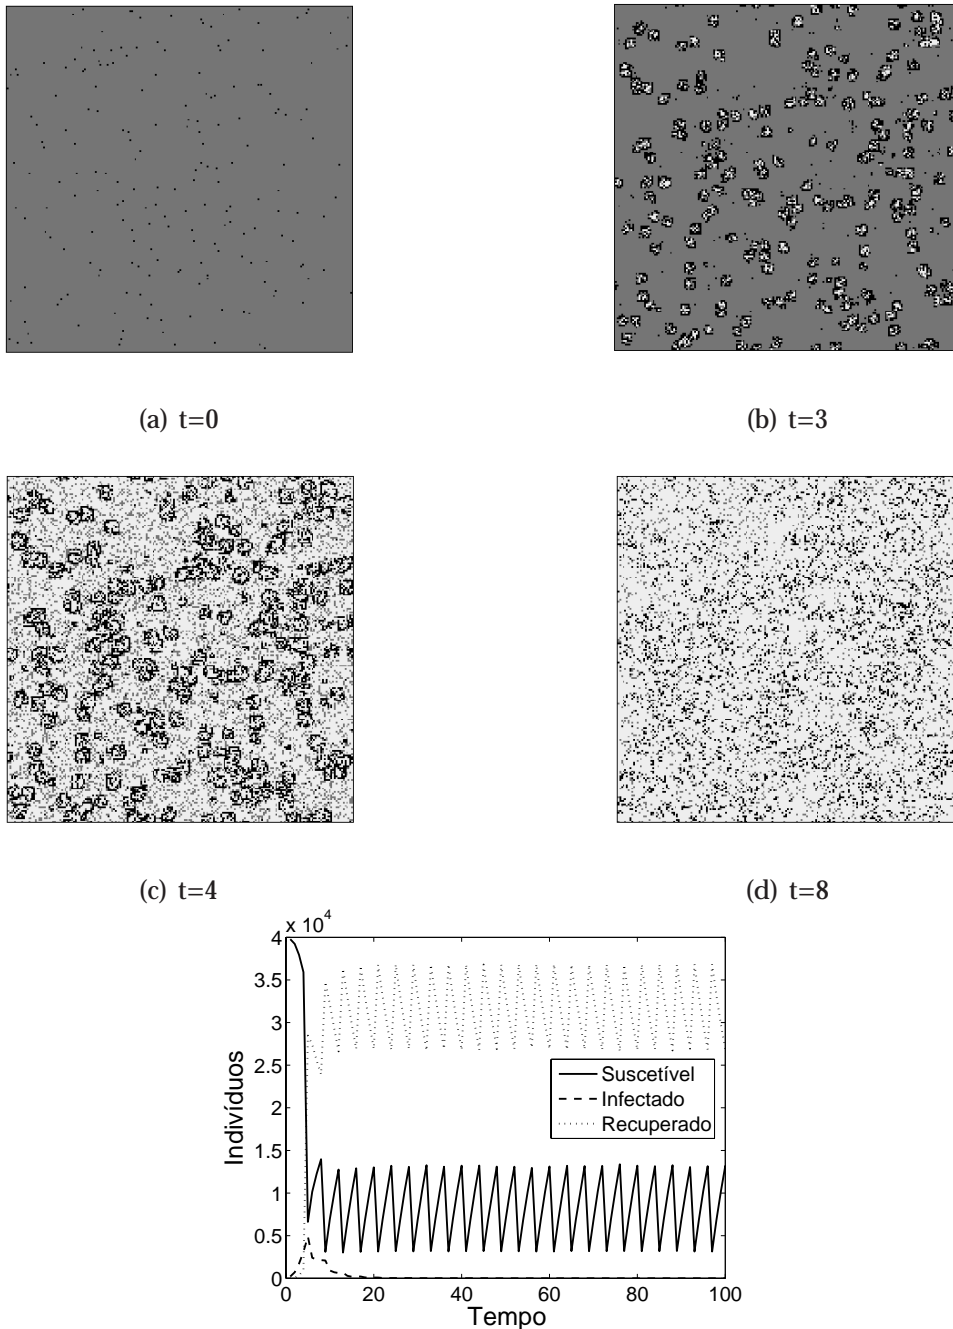 (a) t=0
(b) t=3
(c) t=4
(d) t=8
x 10^4
4
3.5
3
2.5
2
1.5
1
0.5
0
Indivíduos
Suscetível
Infectado
Recuperado
0 20 40 60 80 100
Tempo